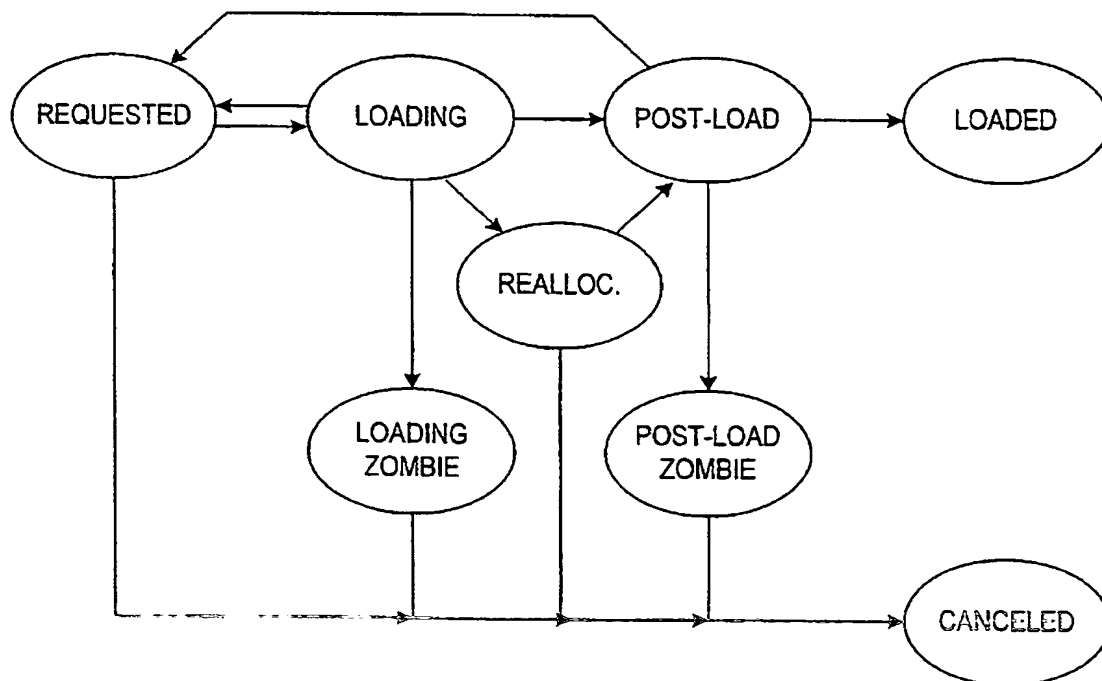 REQUESTED
LOADING
POST-LOAD
LOADED
REALLOC.
LOADING
ZOMBIE
POST-LOAD
ZOMBIE
CANCELED